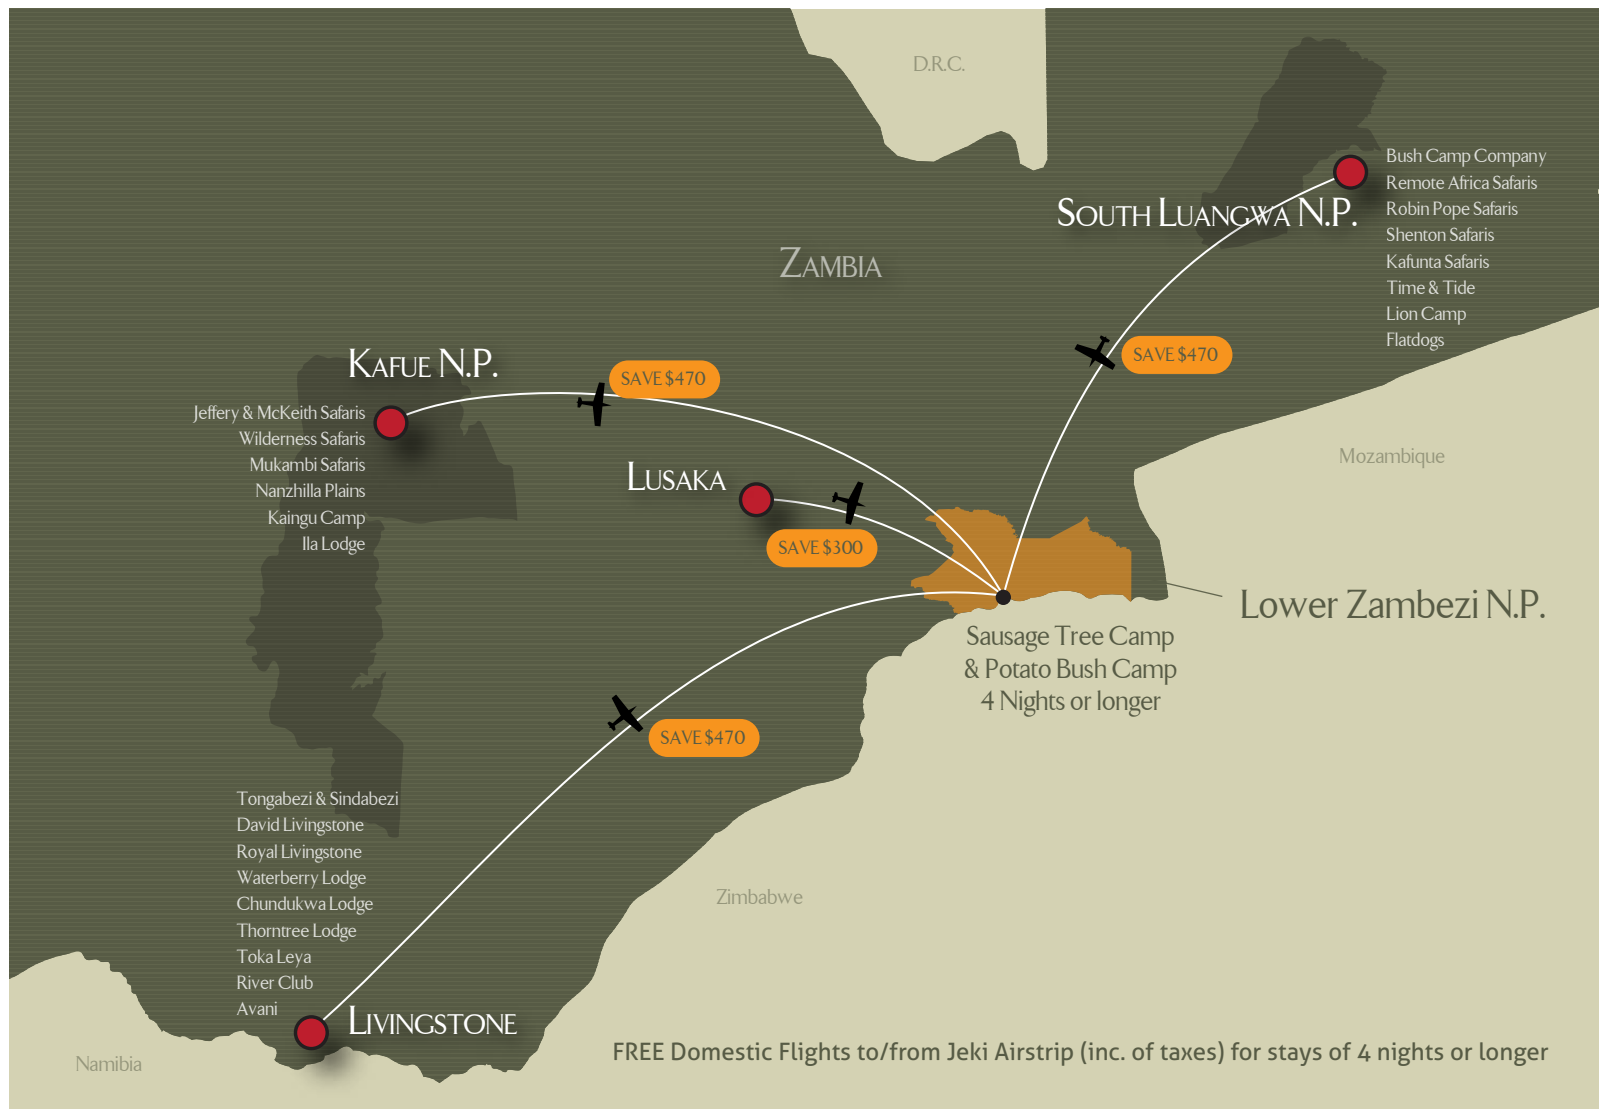 D.R.C.
Bush Camp Company
Remote Africa Safaris
Robin Pope Safaris
Shenton Safaris
Kafunta Safaris
Time & Tide
Lion Camp
Flatdogs
South Luangwa N.P.
Zambia
SAVE $470
Kafue N.P.
SAVE $470
Jeffery & McKeith Safaris
Wilderness Safaris
Mukambi Safaris
Nanzhilla Plains
Kaingu Camp
Ila Lodge
Lusaka
SAVE $300
Mozambique
Lower Zambezi N.P.
Sausage Tree Camp
& Potato Bush Camp
4 Nights or longer
SAVE $470
Tongabezi & Sindabezi
David Livingstone
Royal Livingstone
Waterberry Lodge
Chundukwa Lodge
Thorntree Lodge
Toka Leya
River Club
Avani
Livingstone
Zimbabwe
Namibia
FREE Domestic Flights to/from Jeki Airstrip (inc. of taxes) for stays of 4 nights or longer